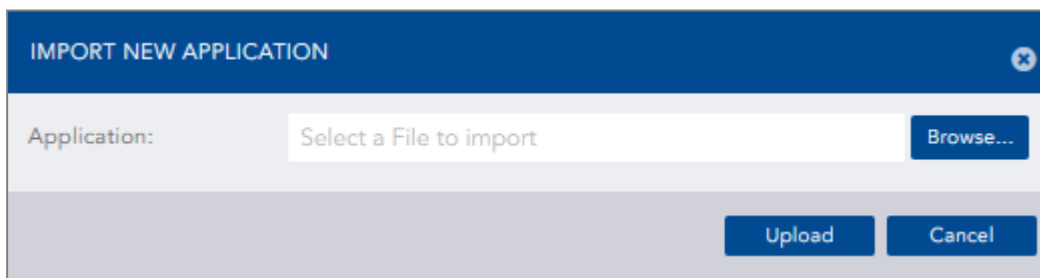 IMPORT NEW APPLICATION
Application: Select a File to import Browse...
Upload Cancel